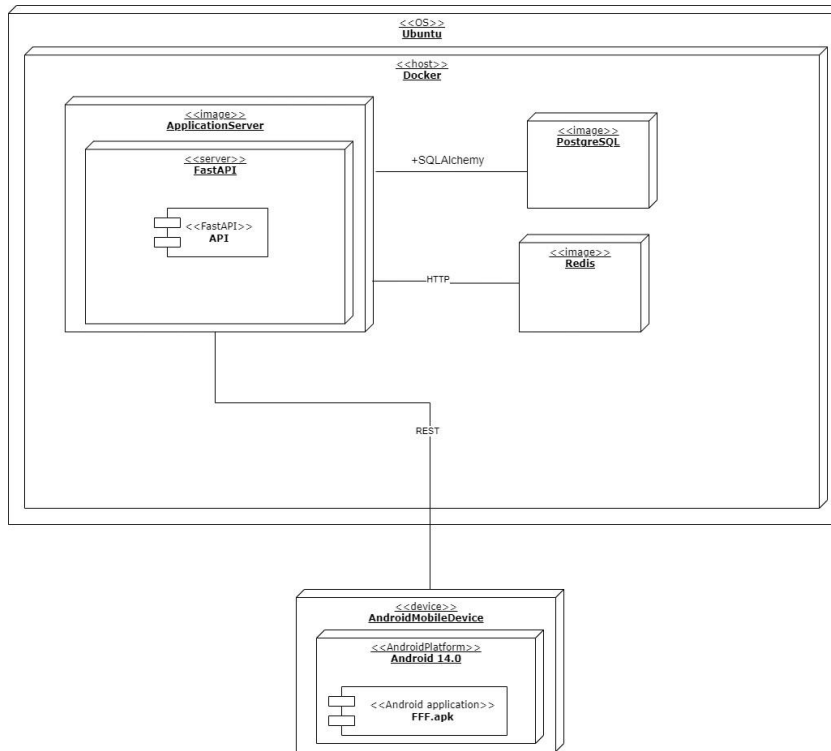 <<OS>>
Ubuntu
<<host>>
Docker
<<image>>
ApplicationServer
<<server>>
FastAPI
<<FastAPI>>
API
+SQLAlchemy
<<image>>
PostgreSQL
HTTP
<<image>>
Redis
REST
<<device>>
AndroidMobileDevice
<<AndroidPlatform>>
Android 14.0
<<Android application>>
FFF.apk